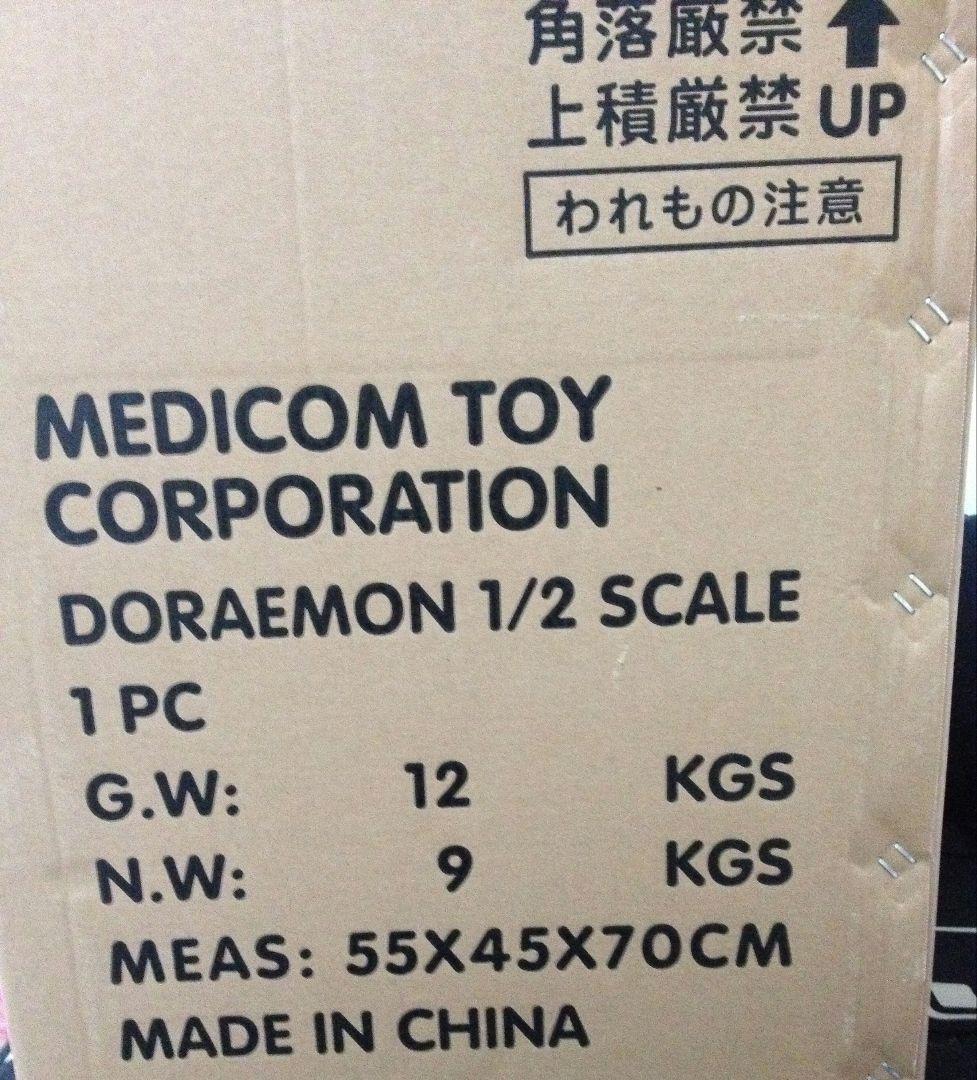 角落厳禁
上積厳禁 UP
われもの注意
MEDICOM TOY
CORPORATION
DORAEMON 1/2 SCALE
1 PC
G.W: 12 KGS
N.W: 9 KGS
MEAS: 55X45X70CM
MADE IN CHINA